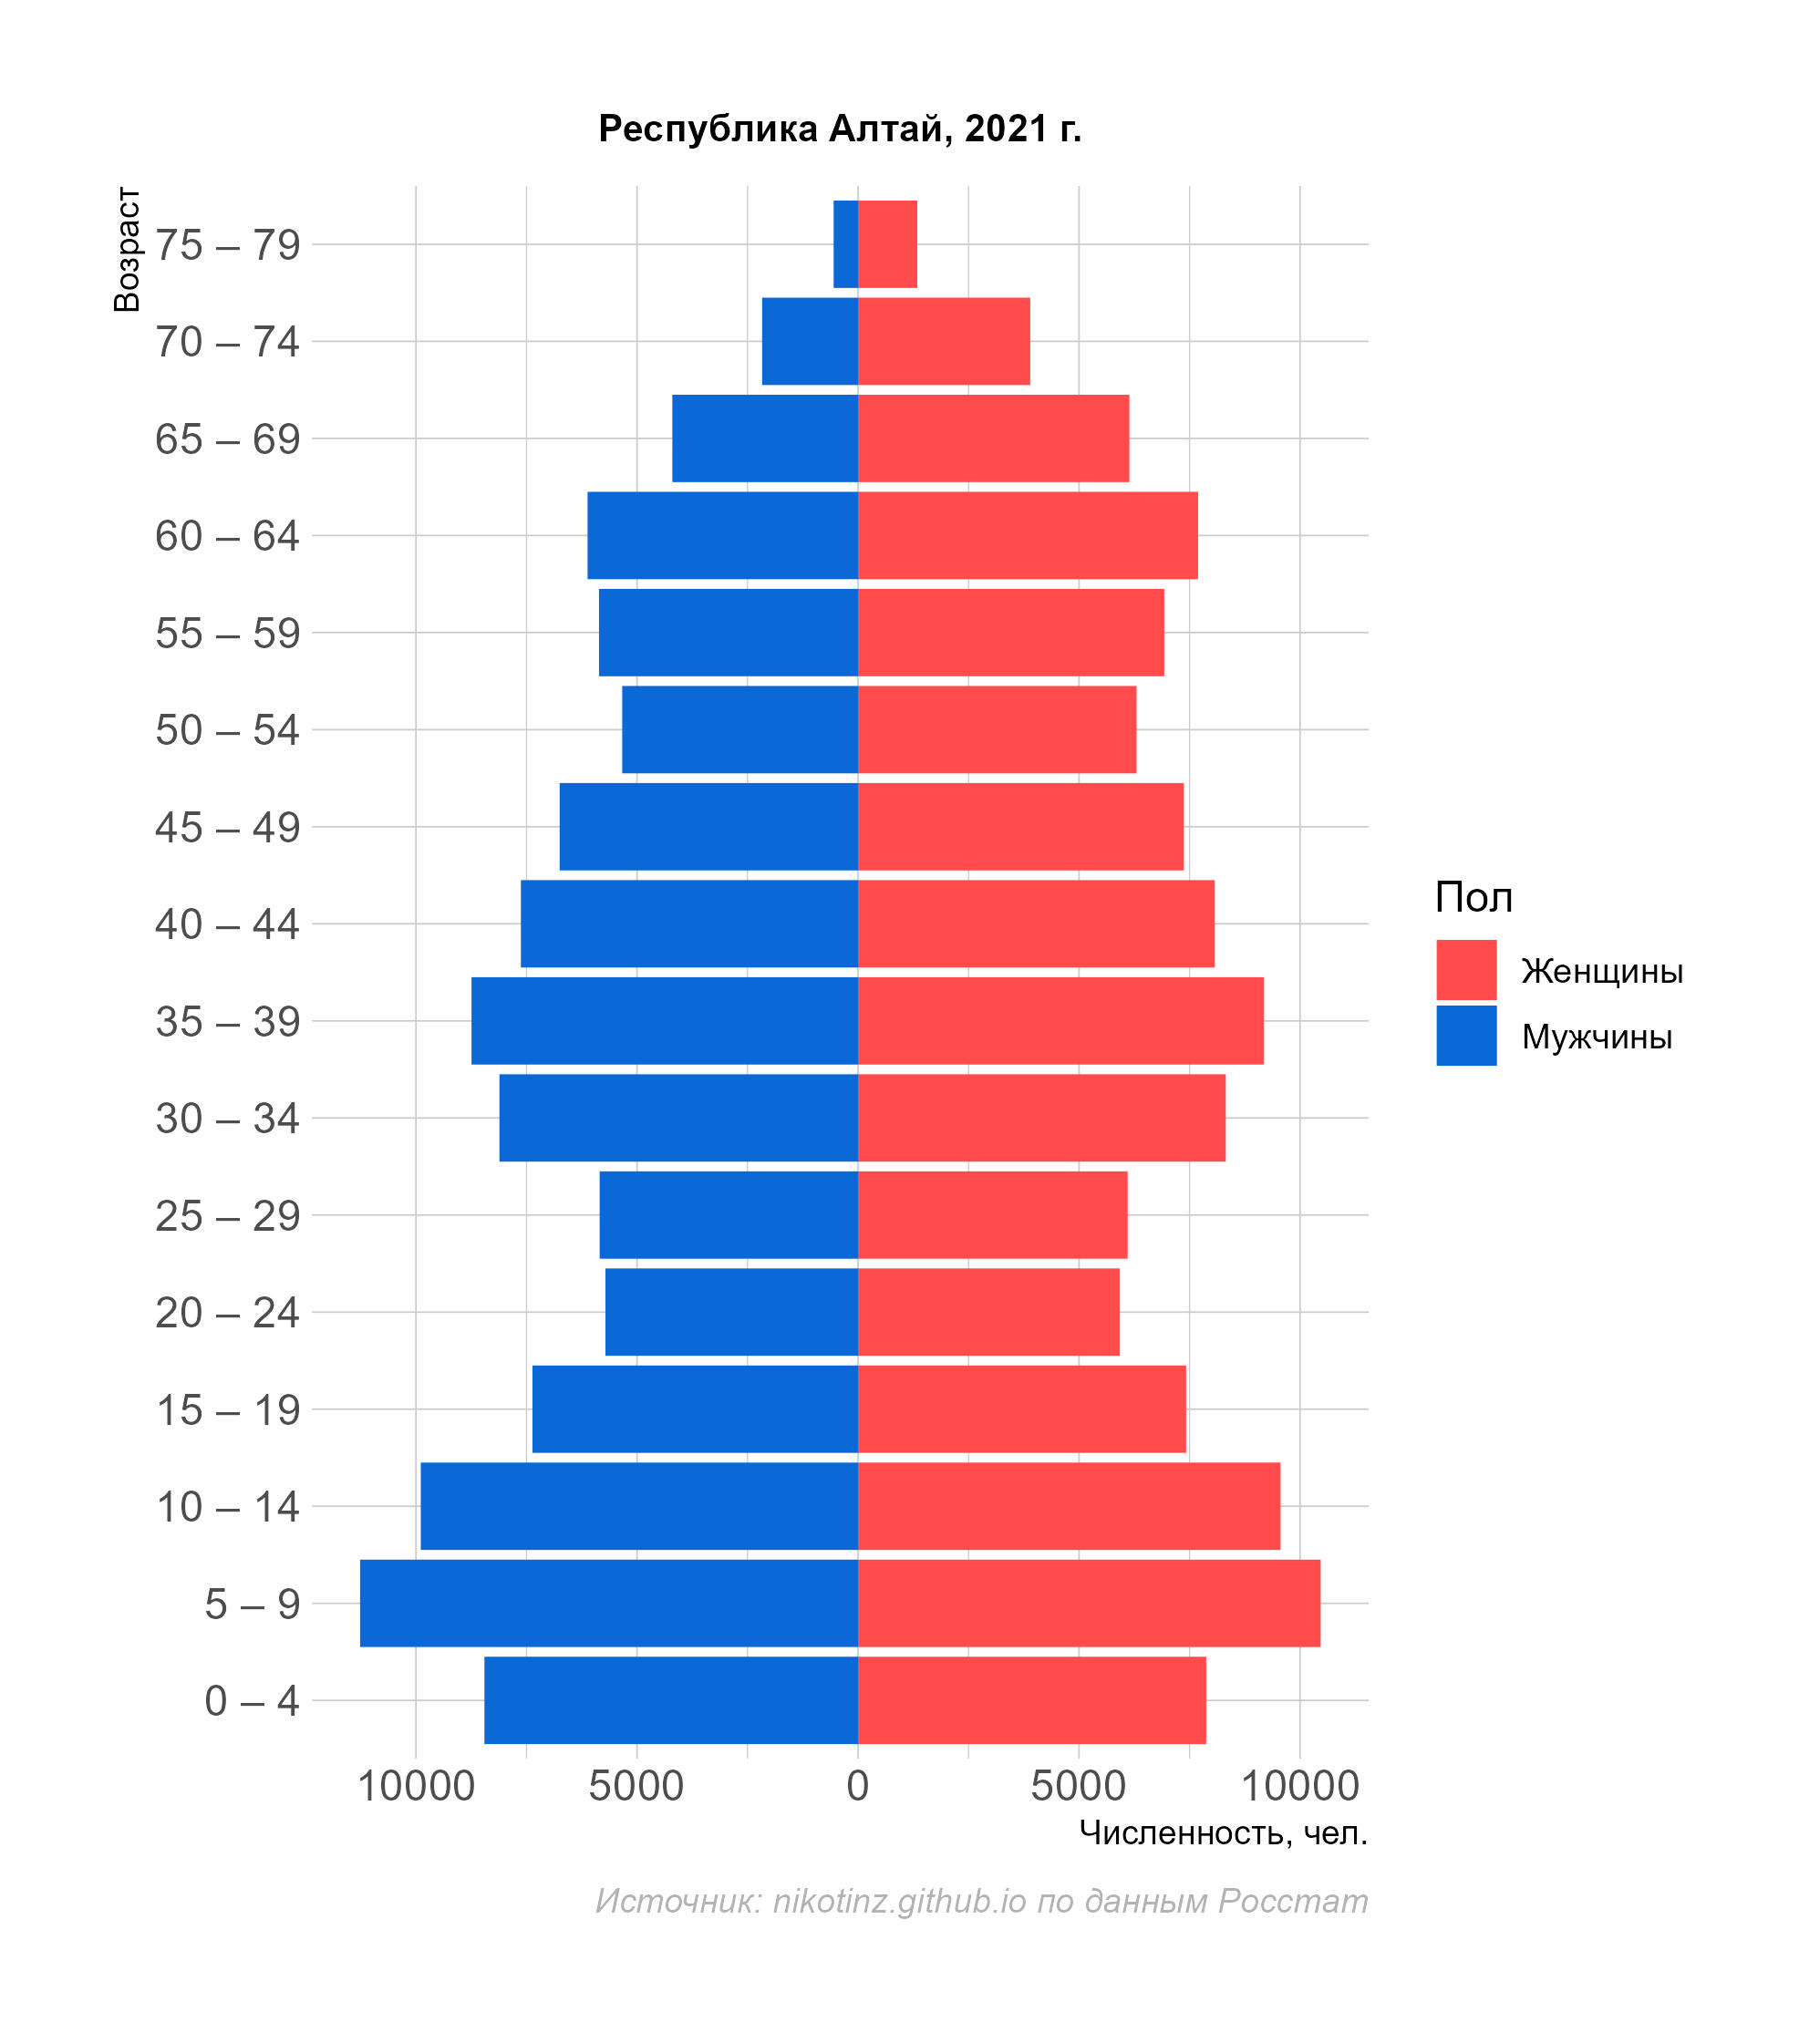 Республика Алтай, 2021 г.
Возраст
75 – 79
70 – 74
65 – 69
60 – 64
55 – 59
50 – 54
45 – 49
40 – 44
35 – 39
30 – 34
25 – 29
20 – 24
15 – 19
10 – 14
5 – 9
0 – 4
10000 5000 0 5000 10000
Численность, чел.
Пол
Женщины
Мужчины
Источник: nikotinz.github.io по данным Росстат